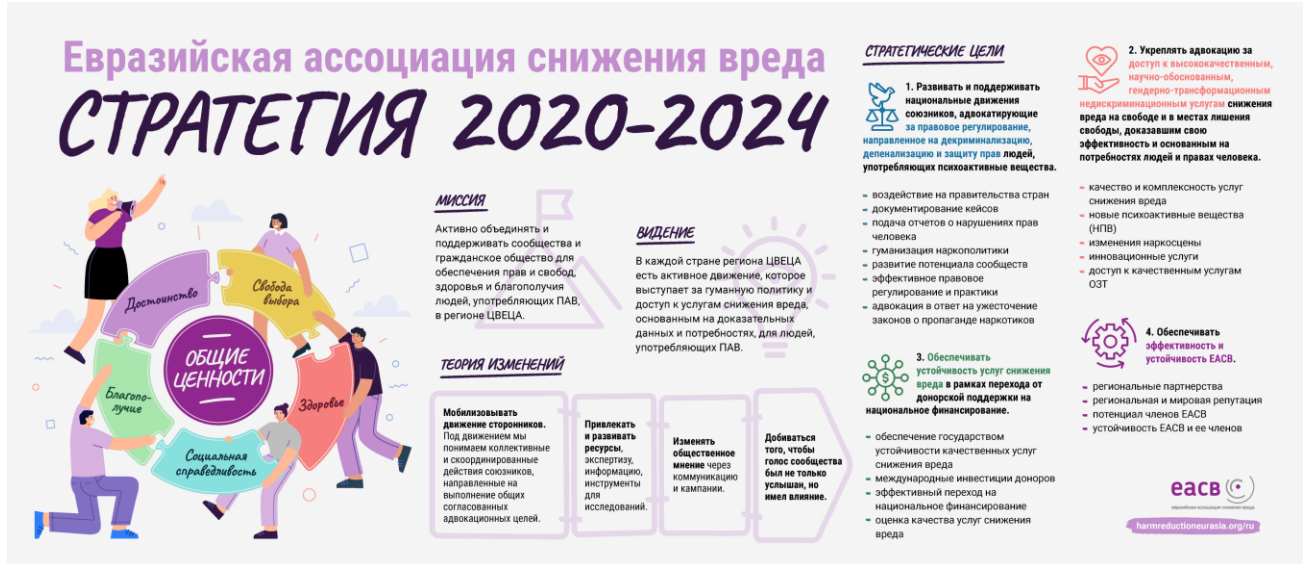 Евразийская ассоциация снижения вреда
СТРАТЕГИЯ 2020-2024
Достоинство
Свобода
выбора
Здоровье
Социальная
справедливость
Благопо-
лучие
ОБЩИЕ
ЦЕННОСТИ
МИССИЯ
Активно объединять и
поддерживать сообщества и
гражданское общество для
обеспечения прав и свобод,
здоровья и благополучия
людей, употребляющих ПАВ,
в регионе ЦВЕЦА.
ВИДЕНИЕ
В каждой стране региона ЦВЕЦА
есть активное движение, которое
выступает за гуманную политику и
доступ к услугам снижения вреда,
основанным на доказательных
данных и потребностях, для людей,
употребляющих ПАВ.
ТЕОРИЯ ИЗМЕНЕНИЙ
Мобилизовывать
движение сторонников.
Под движением мы
понимаем коллективные
и скоординированные
действия союзников,
направленные на
выполнение общих
согласованных
адвокационных целей.
Привлекать
и развивать
ресурсы,
экспертизу,
информацию,
инструменты
для
исследований.
Изменять
общественное
мнение через
коммуникацию
и кампании.
Добиваться
того, чтобы
голос сообщества
был не только
услышан, но
имел влияние.
СТРАТЕГИЧЕСКИЕ ЦЕЛИ
1. Развивать и поддерживать
национальные движения
союзников, адвокатирующие
за правовое регулирование,
направленное на декриминализацию,
депенализацию и защиту прав людей,
употребляющих психоактивные вещества.
- воздействие на правительства стран
- документирование кейсов
- подача отчетов о нарушениях прав
человека
- гуманизация наркополитики
- развитие потенциала сообществ
- эффективное правовое
регулирование и практики
- адвокация в ответ на ужесточение
законов о пропаганде наркотиков
2. Укреплять адвокацию за
доступ к высококачественным,
научно-обоснованным,
гендерно-трансформационным
недискриминационным услугам снижения
вреда на свободе и в местах лишения
свободы, доказавшим свою
эффективность и основанным на
потребностях людей и правах человека.
- качество и комплексность услуг
снижения вреда
- новые психоактивные вещества
(НПВ)
- изменения наркосцены
- инновационные услуги
- доступ к качественным услугам
ОЗТ
3. Обеспечивать
устойчивость услуг снижения
вреда в рамках перехода от
донорской поддержки на
национальное финансирование.
- обеспечение государством
устойчивости качественных услуг
снижения вреда
- международные инвестиции доноров
- эффективный переход на
национальное финансирование
- оценка качества услуг снижения
вреда
4. Обеспечивать
эффективность и
устойчивость ЕАСВ.
- региональные партнерства
- региональная и мировая репутация
- потенциал членов ЕАСВ
- устойчивость ЕАСВ и ее членов
еасв
евразийская ассоциация снижения вреда
harmreductioneurasia.org/ru